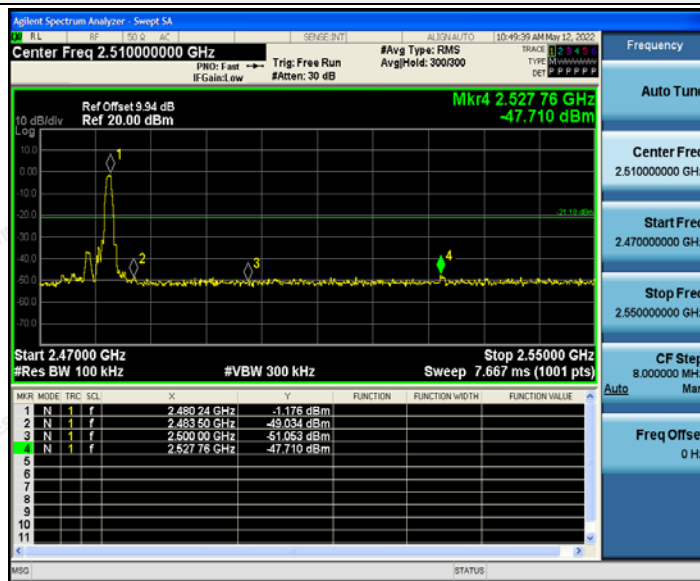 Agilent Spectrum Analyzer - Swept SA
RL RF 50 Ω AC SENSE:INT ALIGN AUTO 10:49:39 AM May 12, 2022
Center Freq 2.510000000 GHz
PNO: Fast
IFGain:Low
Trig: Free Run
#Atten: 30 dB
#Avg Type: RMS
Avg|Hold: 300/300
TRACE 1 2 3 4 5 6
TYPE M W W W W W
DET P P P P P P
Mkr4 2.527 76 GHz
-47.710 dBm
Ref Offset 9.94 dB
10 dB/div Ref 20.00 dBm
Log
10.0
0.00
-10.0
-20.0
-30.0
-40.0
-50.0
-60.0
-70.0
1
2
3
4
-21.18 dBm
Start 2.47000 GHz Stop 2.55000 GHz
#Res BW 100 kHz #VBW 300 kHz Sweep 7.667 ms (1001 pts)
MKR MODE TRC SCL X Y FUNCTION FUNCTION WIDTH FUNCTION VALUE
1 N 1 f 2.480 24 GHz -1.176 dBm
2 N 1 f 2.483 50 GHz -49.034 dBm
3 N 1 f 2.500 00 GHz -51.053 dBm
4 N 1 f 2.527 76 GHz -47.710 dBm
5
6
7
8
9
10
11
MSG STATUS
Frequency
Auto Tune
Center Freq
2.510000000 GHz
Start Freq
2.470000000 GHz
Stop Freq
2.550000000 GHz
CF Step
8.000000 MHz
Auto Man
Freq Offset
0 Hz